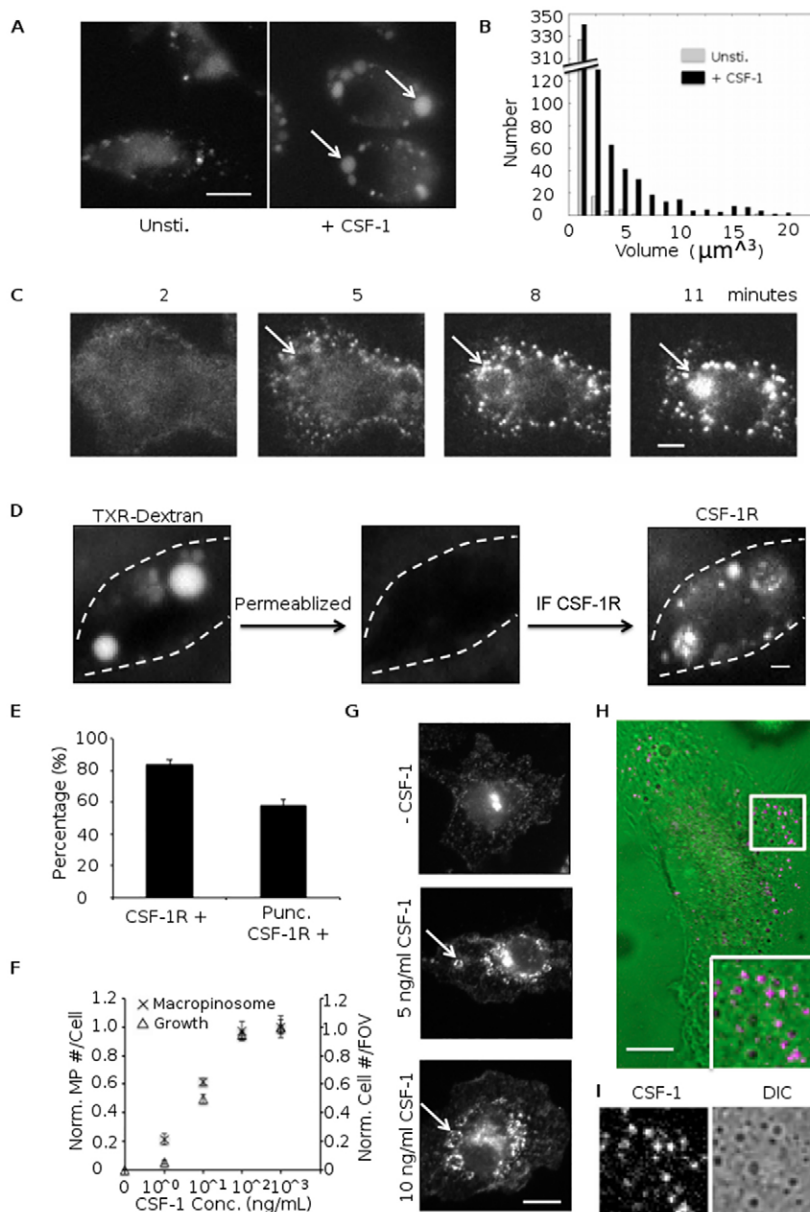 A
Unsti.
+ CSF-1
B
350
330
310
120
100
80
60
40
20
0
Number
Unsti.
+ CSF-1
0 5 10 15 20
Volume (μm^3)
C
2 5 8 11 minutes
D
TXR-Dextran
Permeablized
IF CSF-1R
CSF-1R
E
Percentage (%)
100
80
60
40
20
0
CSF-1R +
Punc.
CSF-1R +
F
Norm. MP #/Cell
1.2
1.0
0.8
0.6
0.4
0.2
0
Macropinosome
Growth
1.2
1.0
0.8
0.6
0.4
0.2
0
Norm. Cell #/FOV
0 10^0 10^1 10^2 10^3
CSF-1 Conc. (ng/mL)
G
- CSF-1
5 ng/ml CSF-1
10 ng/ml CSF-1
H
I
CSF-1
DIC